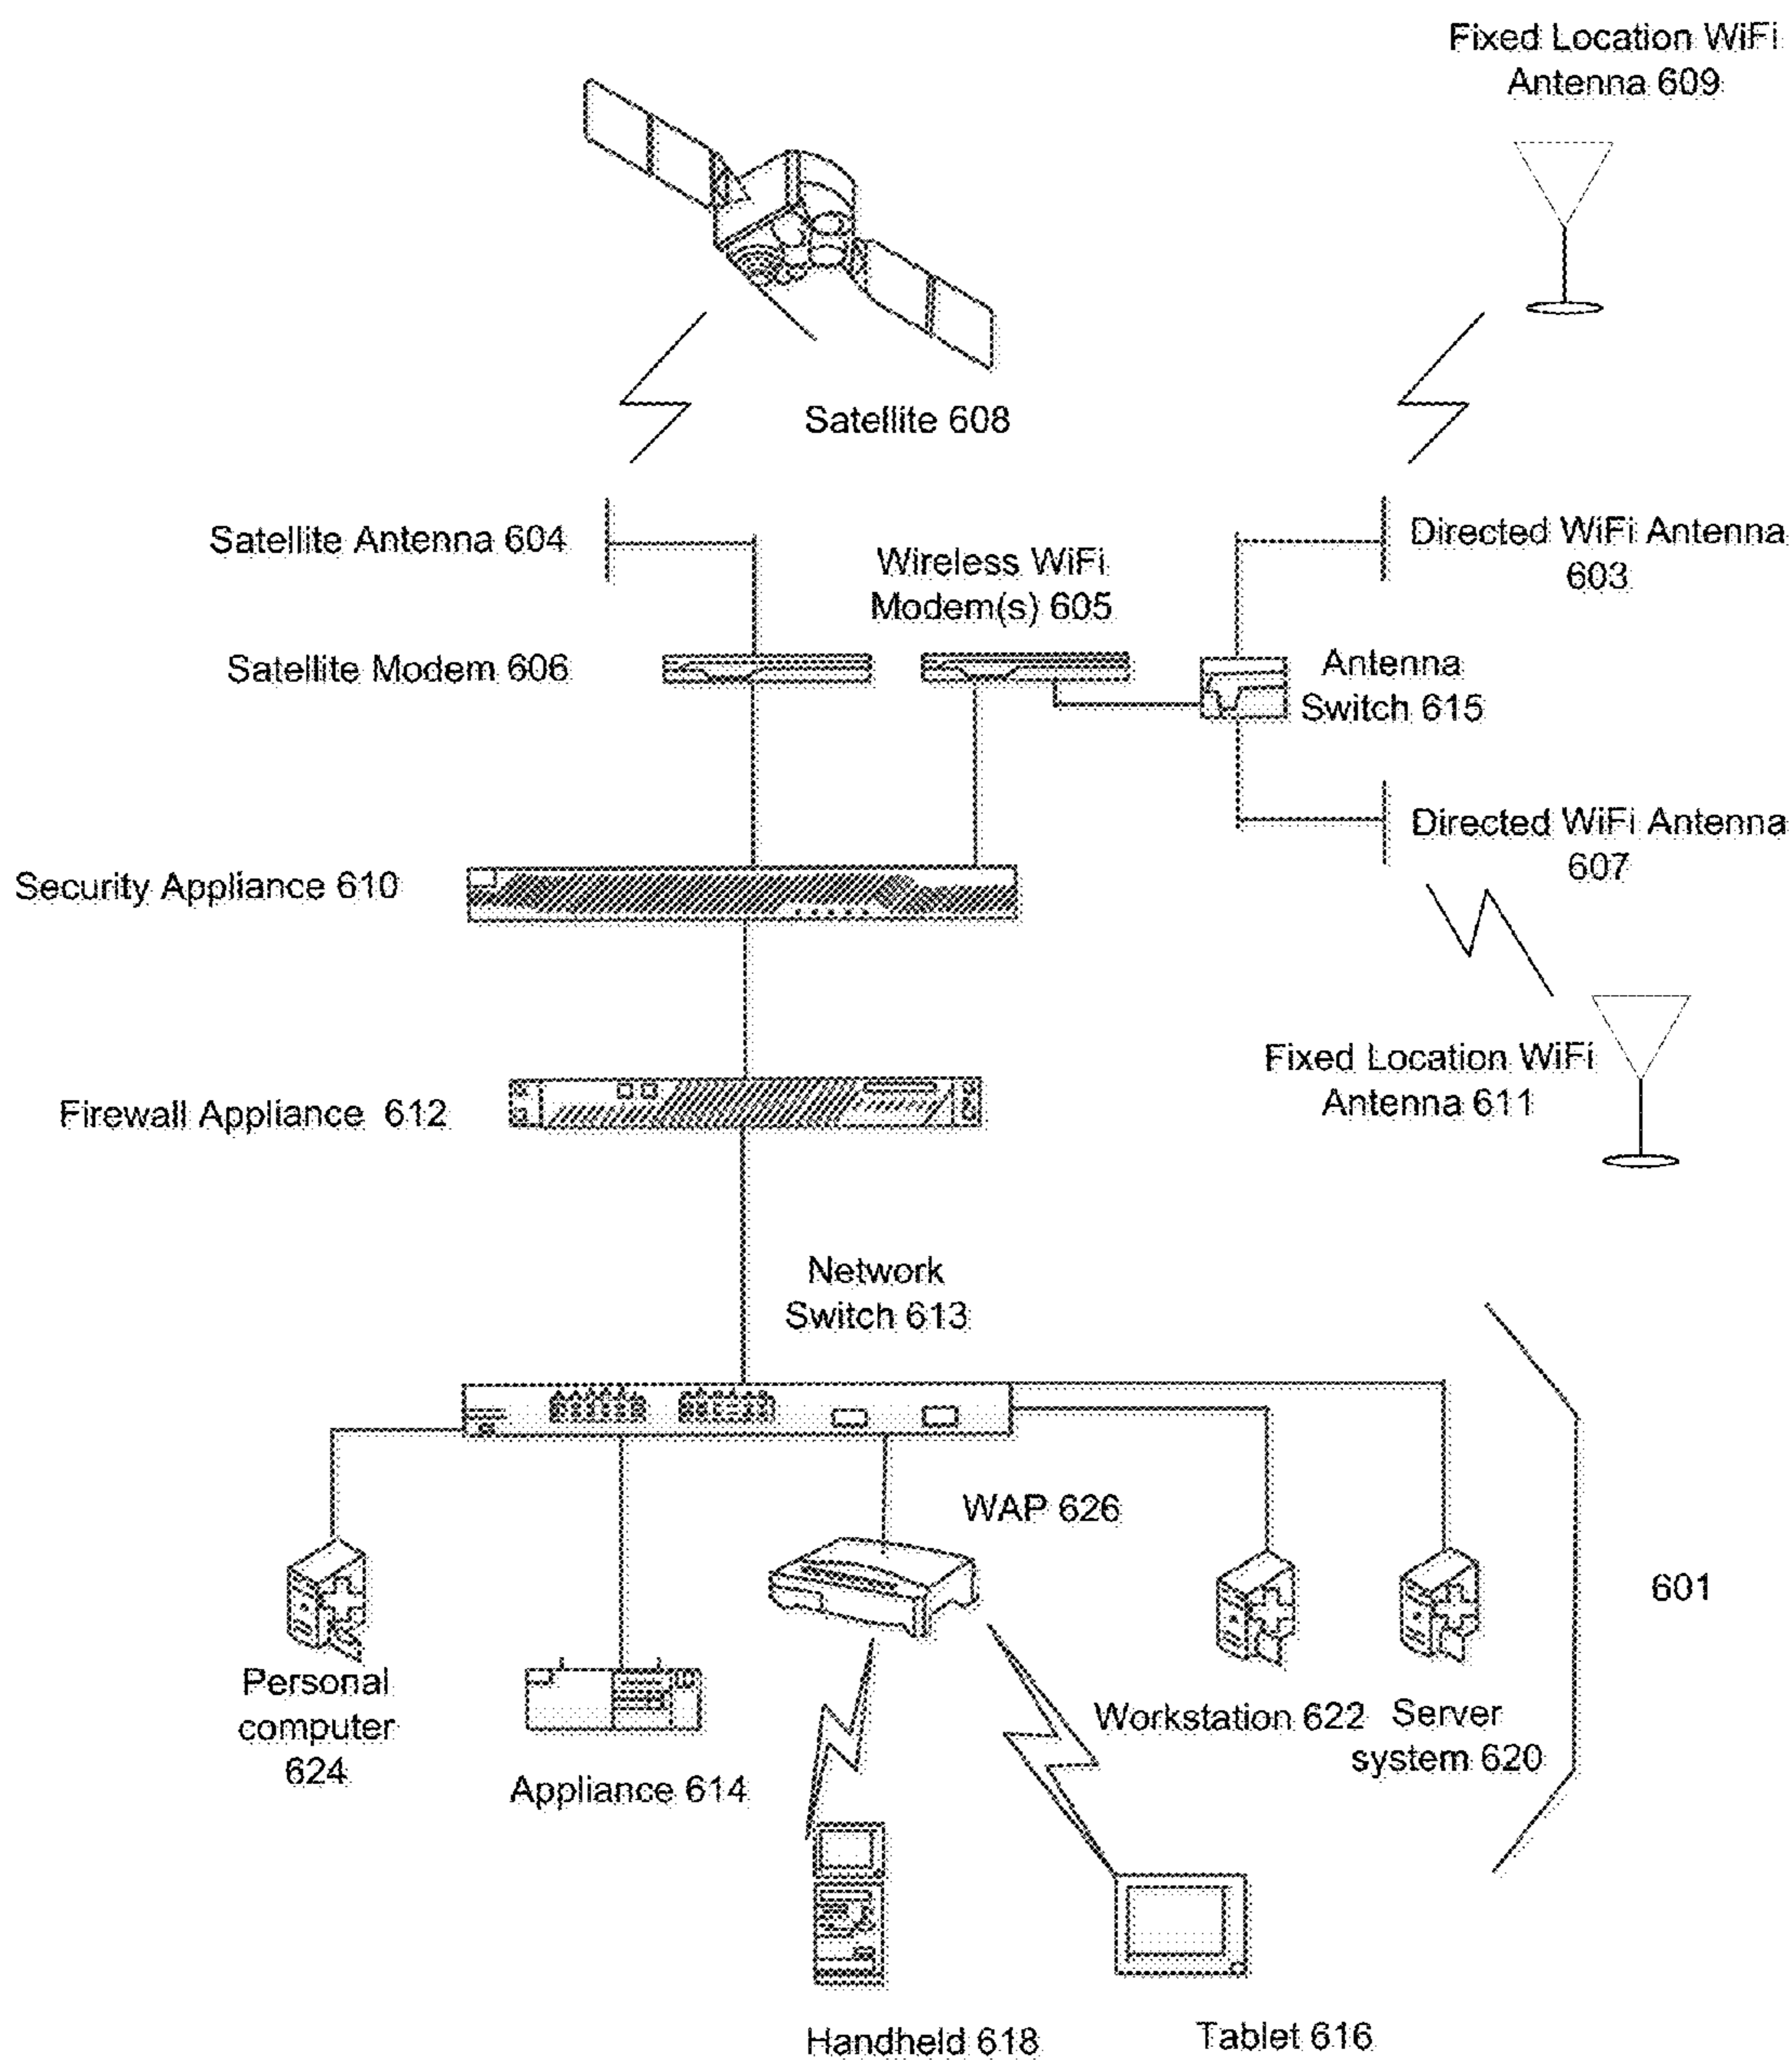 Fixed Location WiFi
Antenna 609
Satellite 608
Satellite Antenna 604
Wireless WiFi
Modem(s) 605
Directed WiFi Antenna
603
Satellite Modem 606
Antenna
Switch 615
Directed WiFi Antenna
607
Security Appliance 610
Fixed Location WiFi
Antenna 611
Firewall Appliance 612
Network
Switch 613
WAP 626
601
Personal
computer
624
Appliance 614
Workstation 622
Server
system 620
Handheld 618
Tablet 616